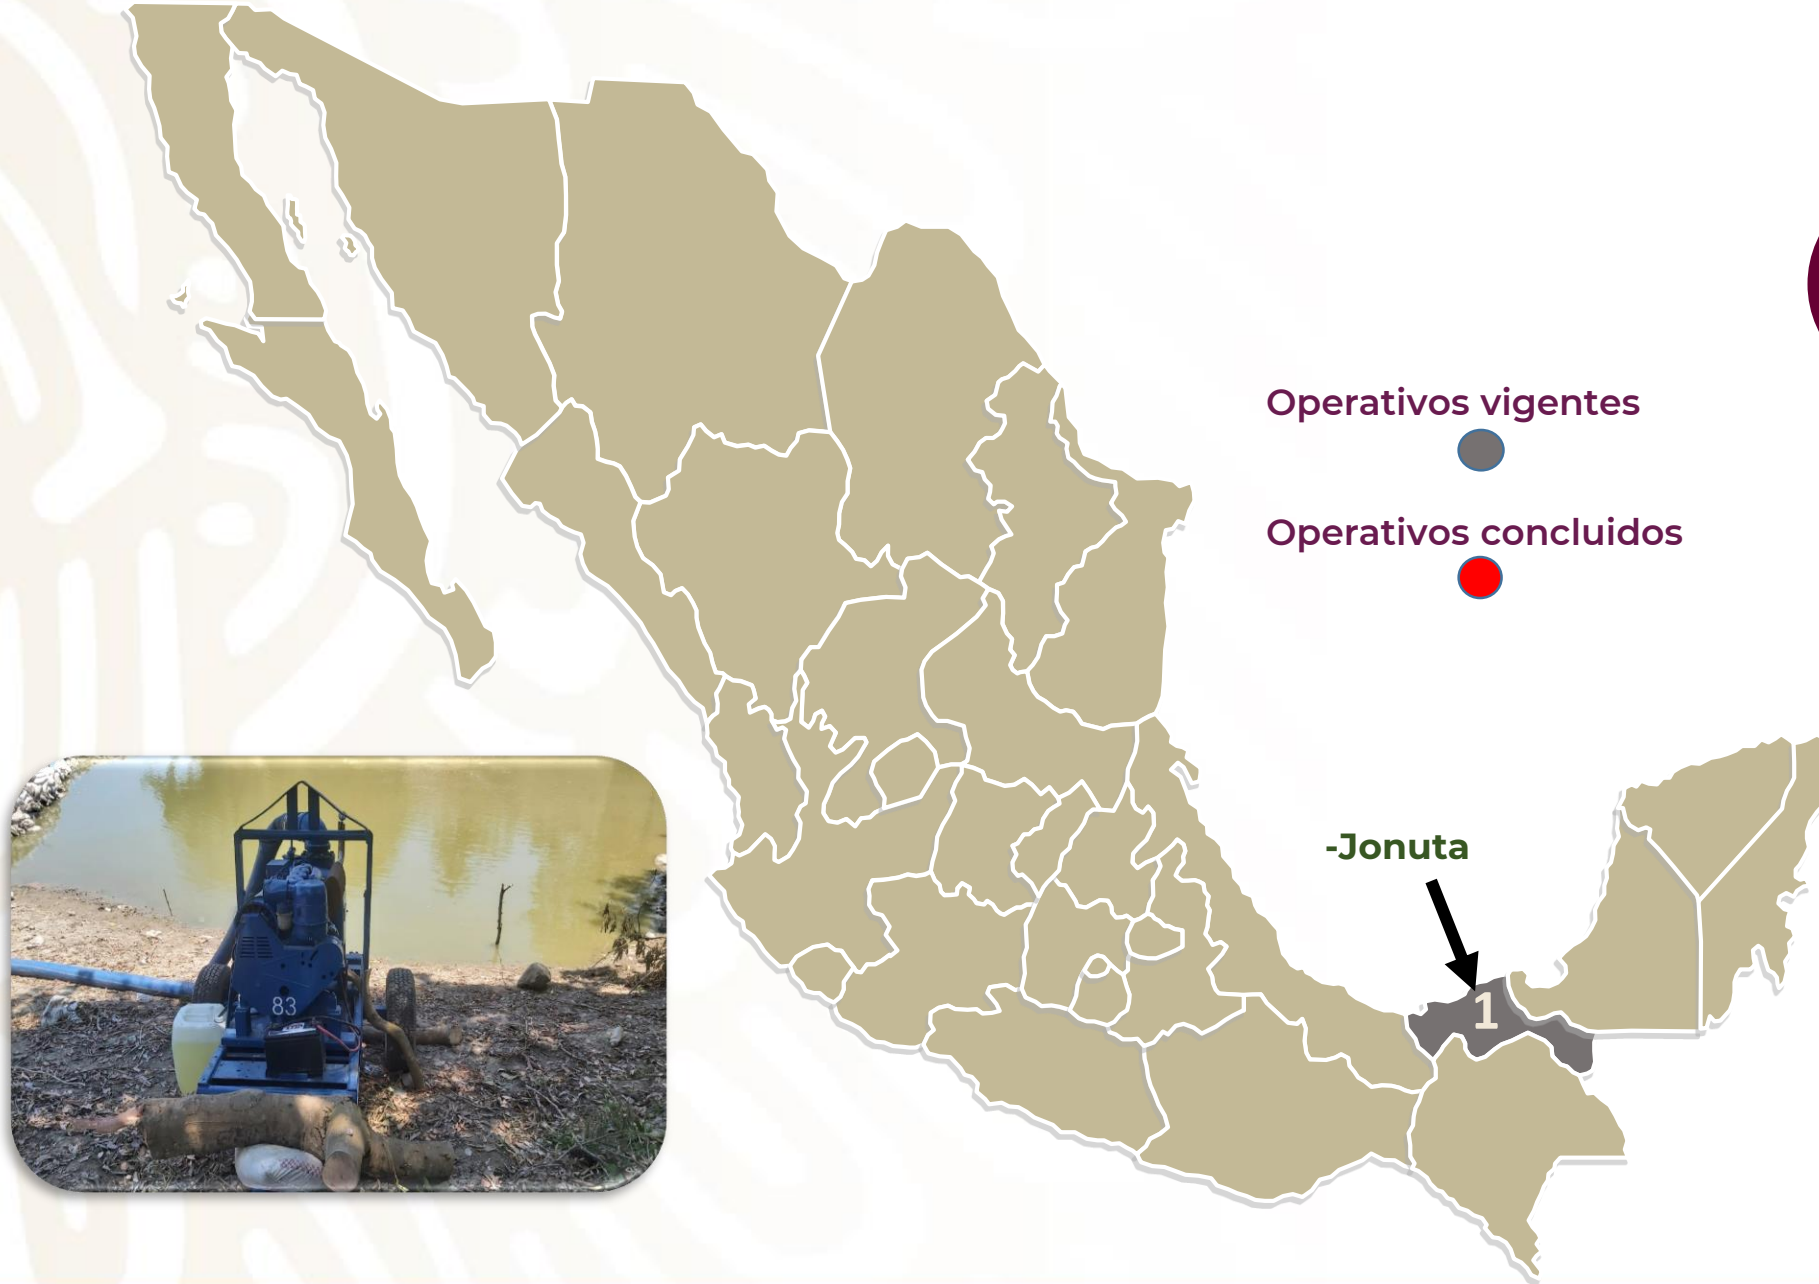 Operativos vigentes
Operativos concluidos
-Jonuta
1
83